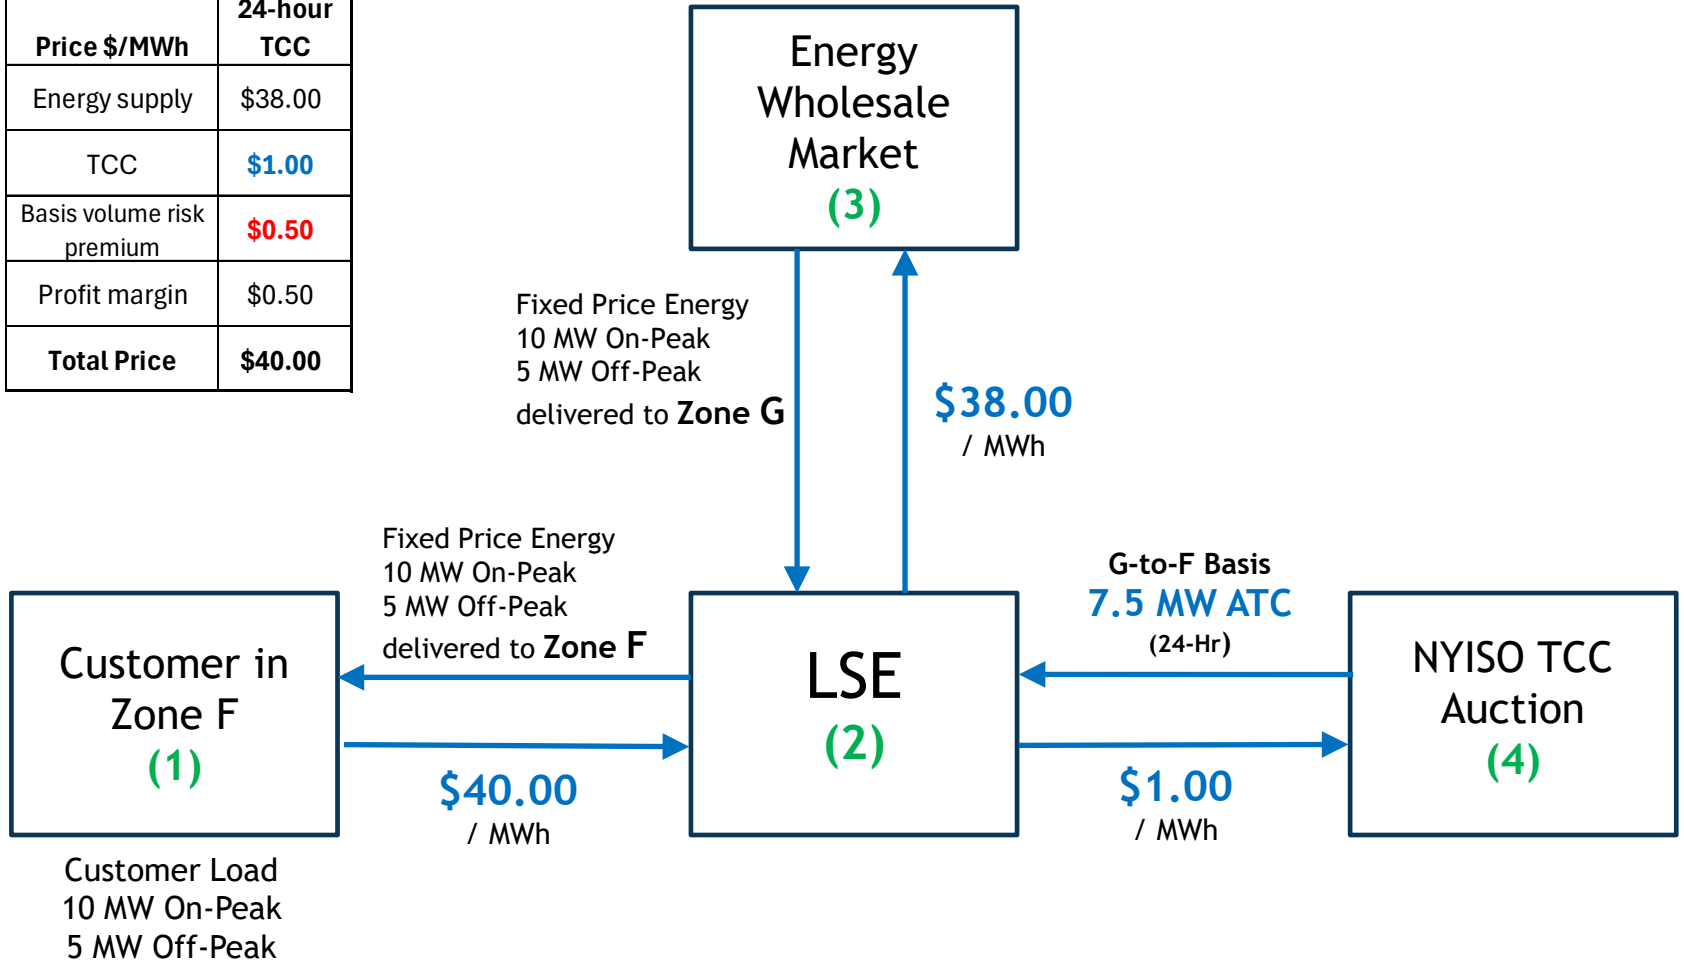 24-hour
Price $/MWh TCC
Energy supply $38.00
TCC $1.00
Basis volume risk
premium $0.50
Profit margin $0.50
Total Price $40.00
Energy
Wholesale
Market
(3)
Fixed Price Energy
10 MW On-Peak
5 MW Off-Peak
delivered to Zone G
$38.00
/ MWh
Fixed Price Energy
10 MW On-Peak
5 MW Off-Peak
delivered to Zone F
G-to-F Basis
7.5 MW ATC
(24-Hr)
Customer in
Zone F
(1)
LSE
(2)
NYISO TCC
Auction
(4)
$40.00
/ MWh
$1.00
/ MWh
Customer Load
10 MW On-Peak
5 MW Off-Peak